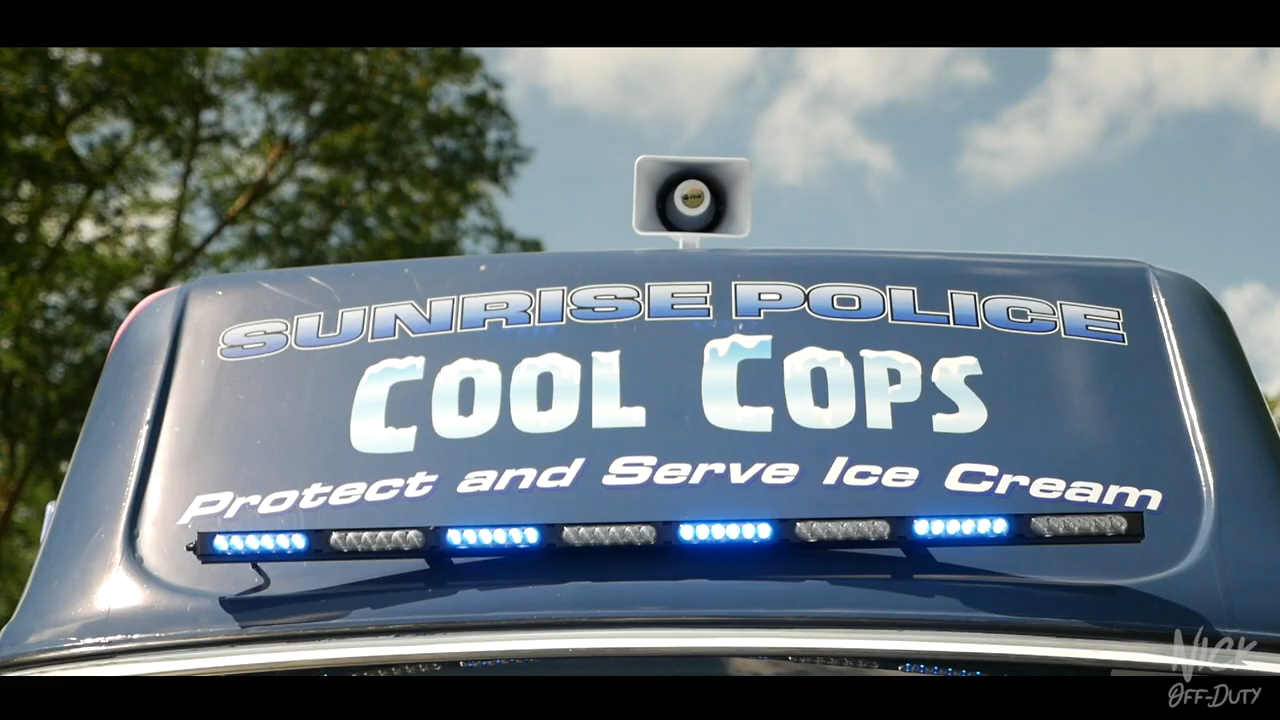 SUNRISE POLICE
COOL COPS
Protect and Serve Ice Cream
NICK
OFF-DUTY